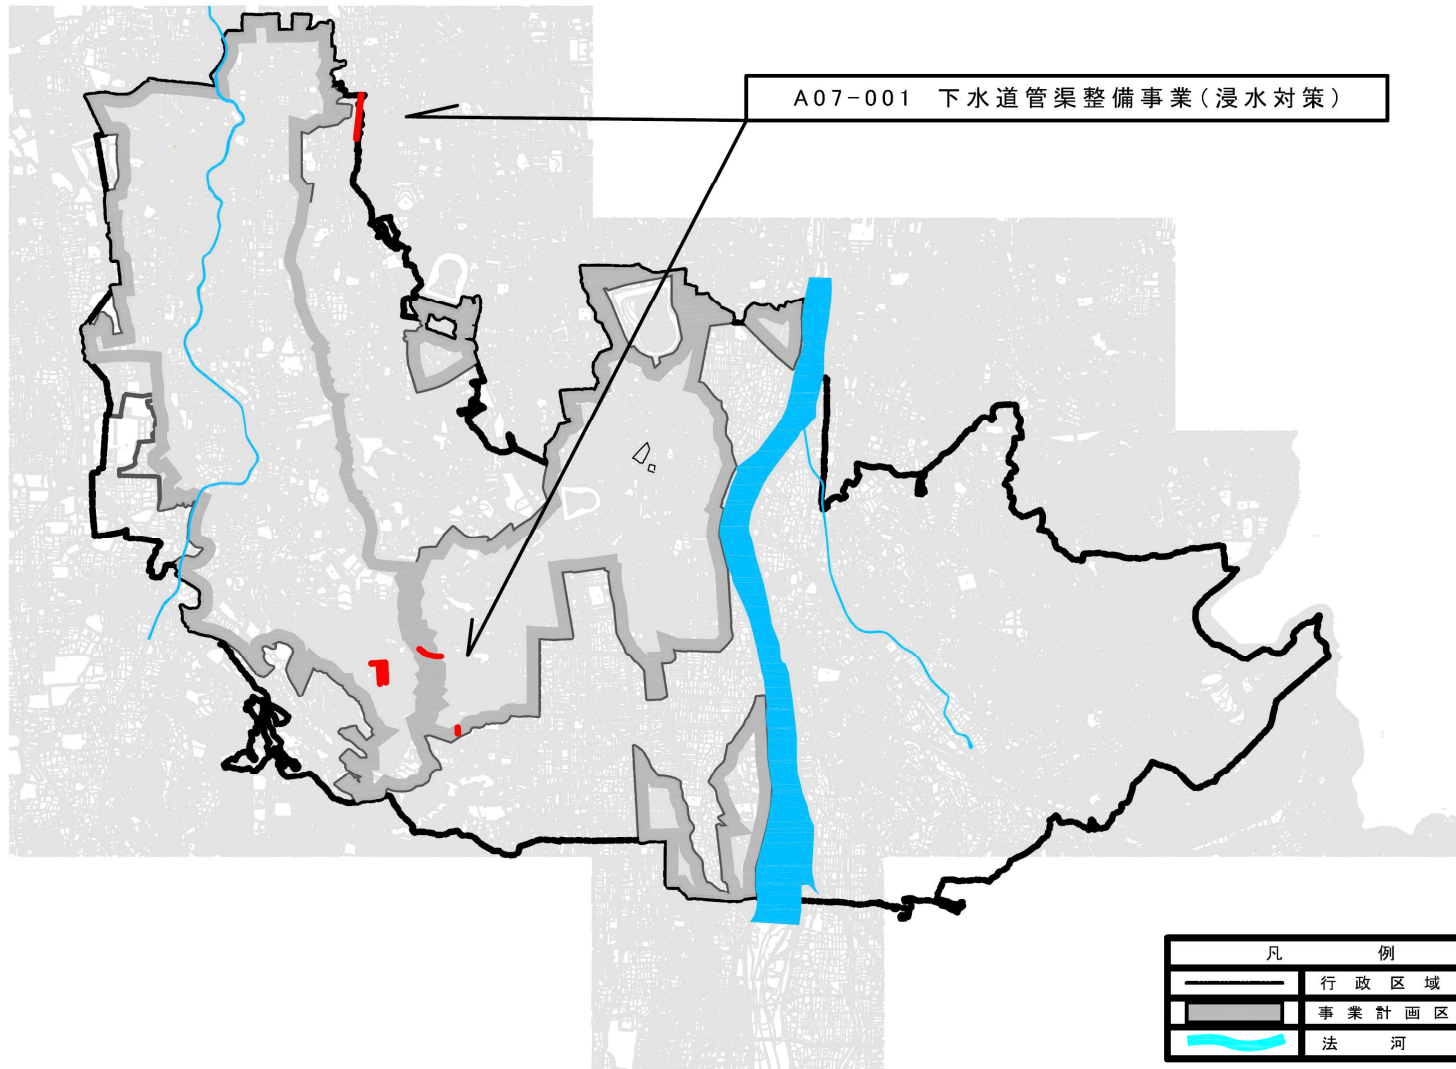 A07-001 下水道管渠整備事業(浸水対策)
凡 例
行政区域
事業計画区
法河